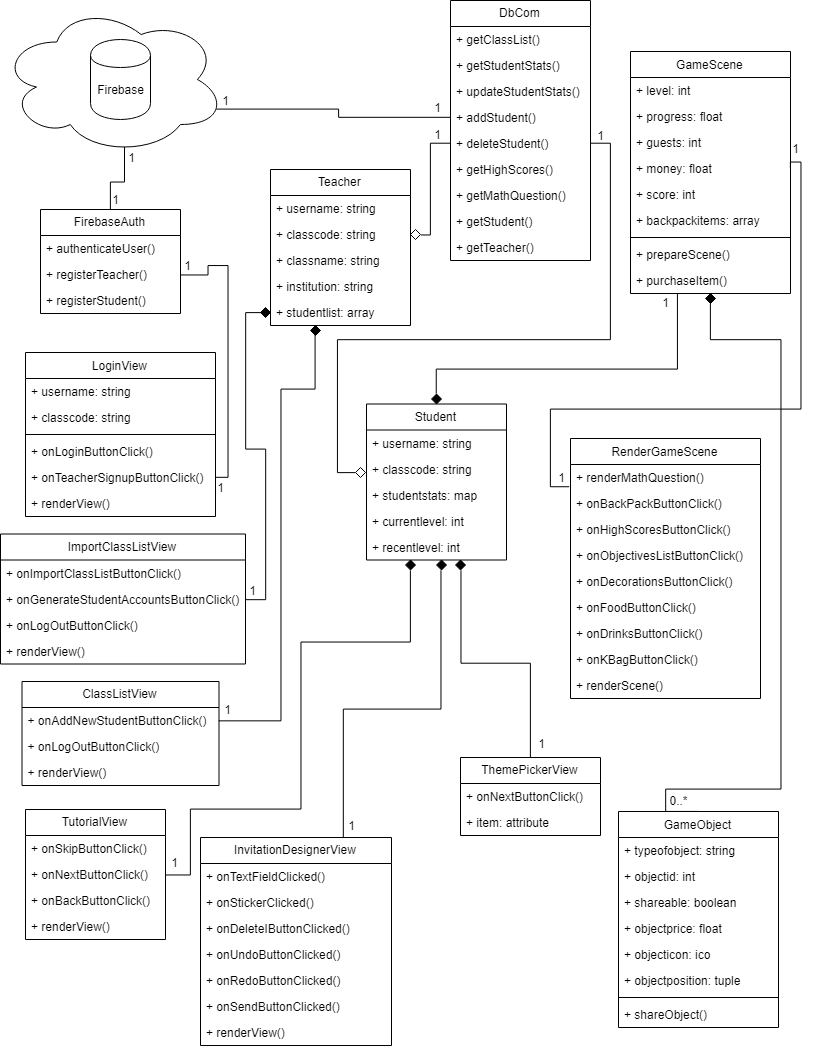 Firebase
1
1
1
DbCom
+ getClassList()
+ getStudentStats()
+ updateStudentStats()
+ addStudent()
+ deleteStudent()
+ getHighScores()
+ getMathQuestion()
+ getStudent()
+ getTeacher()
1
1
GameScene
+ level: int
+ progress: float
+ guests: int
+ money: float
+ score: int
+ backpackitems: array
+ prepareScene()
+ purchaseItem()
1
1
Teacher
+ username: string
+ classcode: string
+ classname: string
+ institution: string
+ studentlist: array
1
FirebaseAuth
+ authenticateUser()
+ registerTeacher()
+ registerStudent()
1
LoginView
+ username: string
+ classcode: string
+ onLoginButtonClick()
+ onTeacherSignupButtonClick()
+ renderView()
1
Student
+ username: string
+ classcode: string
+ studentstats: map
+ currentlevel: int
+ recentlevel: int
RenderGameScene
+ renderMathQuestion()
+ onBackPackButtonClick()
+ onHighScoresButtonClick()
+ onObjectivesListButtonClick()
+ onDecorationsButtonClick()
+ onFoodButtonClick()
+ onDrinksButtonClick()
+ onKBagButtonClick()
+ renderScene()
1
ImportClassListView
+ onImportClassListButtonClick()
+ onGenerateStudentAccountsButtonClick()
+ onLogOutButtonClick()
+ renderView()
1
ClassListView
+ onAddNewStudentButtonClick()
+ onLogOutButtonClick()
+ renderView()
1
TutorialView
+ onSkipButtonClick()
+ onNextButtonClick()
+ onBackButtonClick()
+ renderView()
1
1
InvitationDesignerView
+ onTextFieldClicked()
+ onStickerClicked()
+ onDeletelButtonClicked()
+ onUndoButtonClicked()
+ onRedoButtonClicked()
+ onSendButtonClicked()
+ renderView()
1
ThemePickerView
+ onNextButtonClick()
+ item: attribute
0..*
GameObject
+ typeofobject: string
+ objectid: int
+ shareable: boolean
+ objectprice: float
+ objecticon: ico
+ objectposition: tuple
+ shareObject()